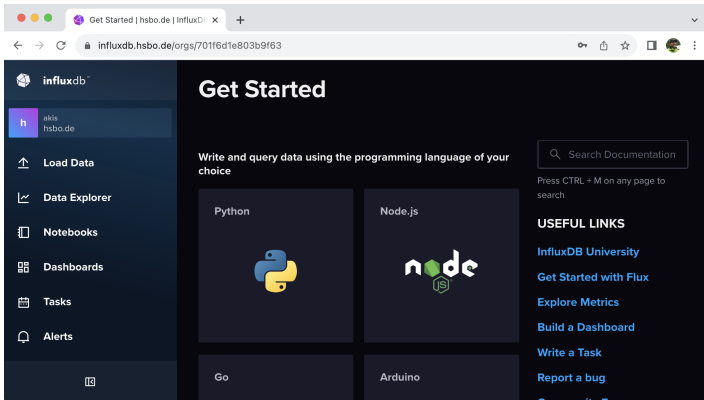 Get Started | hsbo.de | InfluxDB
influxdb.hsbo.de/orgs/701f6d1e803b9f63
influxdb™
h
akis
hsbo.de
Load Data
Data Explorer
Notebooks
Dashboards
Tasks
Alerts
Get Started
Write and query data using the programming language of your
choice
Python
Node.js
node
JS
Go
Arduino
Search Documentation
Press CTRL + M on any page to
search
USEFUL LINKS
InfluxDB University
Get Started with Flux
Explore Metrics
Build a Dashboard
Write a Task
Report a bug